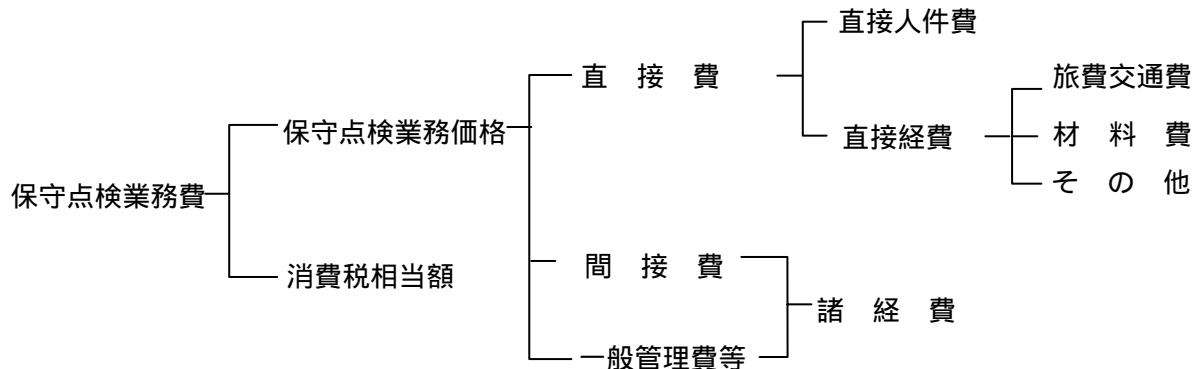 直接人件費
直　接　費
旅費交通費
保守点検業務価格
直接経費
材　料　費
そ　の　他
保守点検業務費
消費税相当額
間　接　費
諸　経　費
一般管理費等